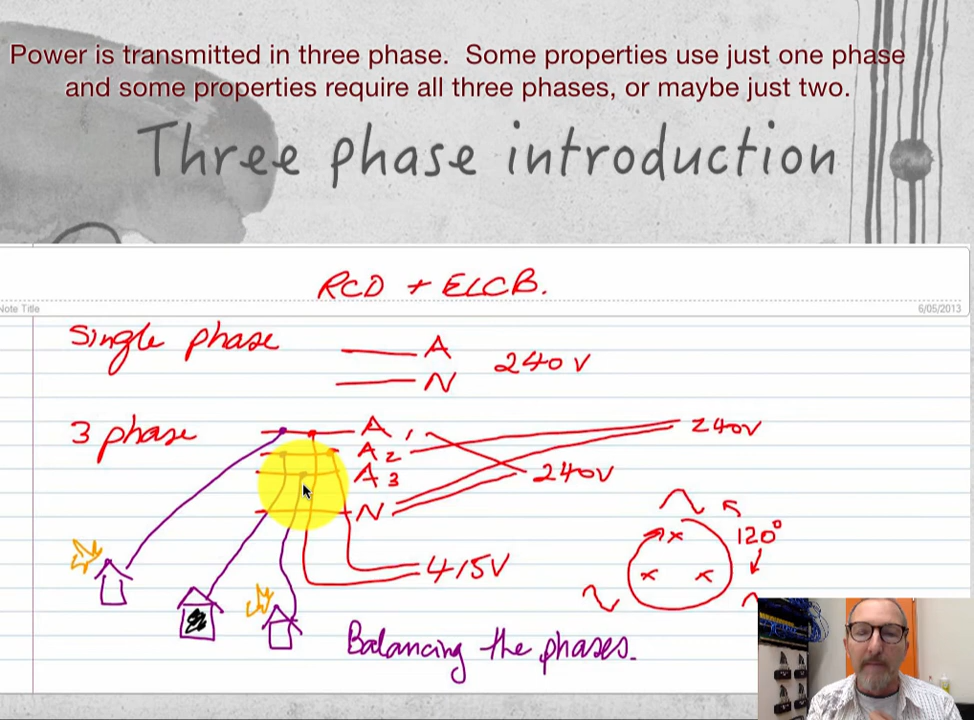 Power is transmitted in three phase. Some properties use just one phase
and some properties require all three phases, or maybe just two.
Three phase introduction
RCD + ELCB.
Note Title
6/05/2013
Single phase
A
240V
N
3 phase
A1
240V
A2
A3
240V
N
120°
415V
Balancing the phases.